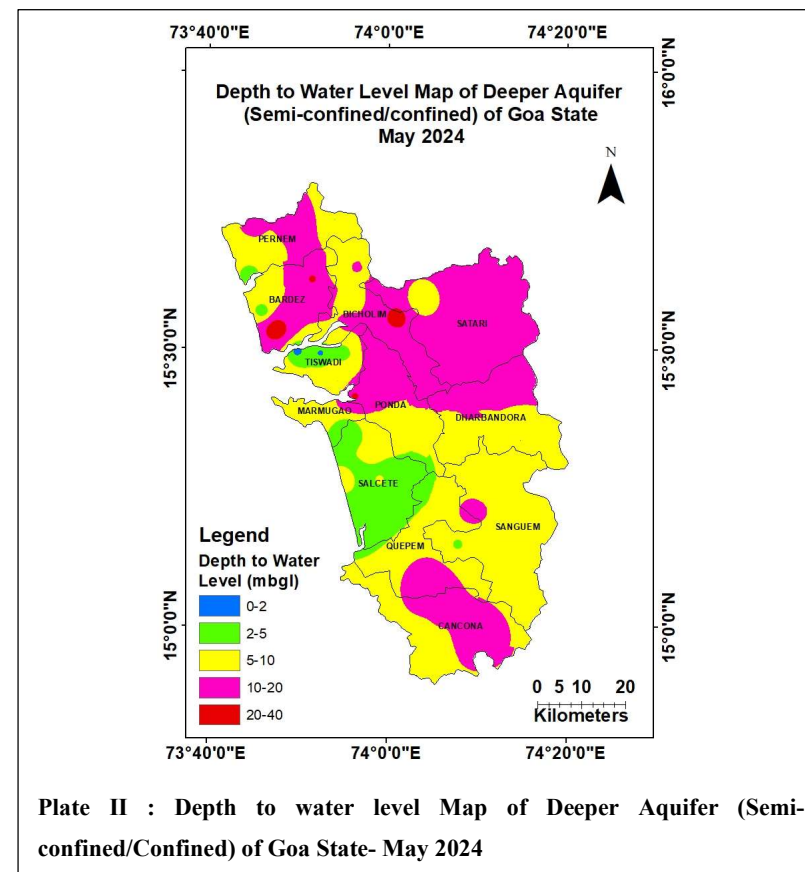 73°40'0"E 74°0'0"E 74°20'0"E
16°0'0"N
Depth to Water Level Map of Deeper Aquifer
(Semi-confined/confined) of Goa State
May 2024
N
PERNEM
BARDEZ
BICHOLIM
SATARI
15°30'0"N 15°30'0"N
TISWADI
MARMUGAO
PONDA
DHARBANDORA
SALCETE
SANGUEM
QUEPEM
CANCONA
15°0'0"N 15°0'0"N
Legend
Depth to Water
Level (mbgl)
0-2
2-5
5-10
10-20
20-40
0 5 10 20
Kilometers
73°40'0"E 74°0'0"E 74°20'0"E
Plate II : Depth to water level Map of Deeper Aquifer (Semi-
confined/Confined) of Goa State- May 2024